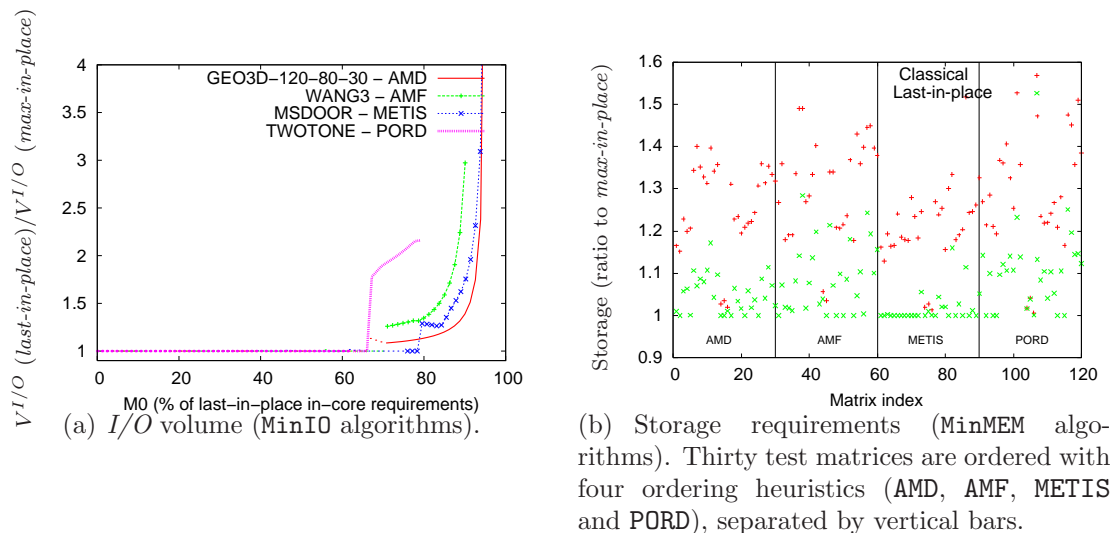 V^{I/O} (last-in-place)/V^{I/O} (max-in-place)
4
3.5
3
2.5
2
1.5
1
GEO3D−120−80−30 − AMD
WANG3 − AMF
MSDOOR − METIS
TWOTONE − PORD
0 20 40 60 80 100
M0 (% of last−in−place in−core requirements)
(a) I/O volume (MinIO algorithms).
Storage (ratio to max-in-place)
1.6
1.5
1.4
1.3
1.2
1.1
1
0.9
Classical
Last−in−place
AMD AMF METIS PORD
0 20 40 60 80 100 120
Matrix index
(b) Storage requirements (MinMEM algo-
rithms). Thirty test matrices are ordered with
four ordering heuristics (AMD, AMF, METIS
and PORD), separated by vertical bars.